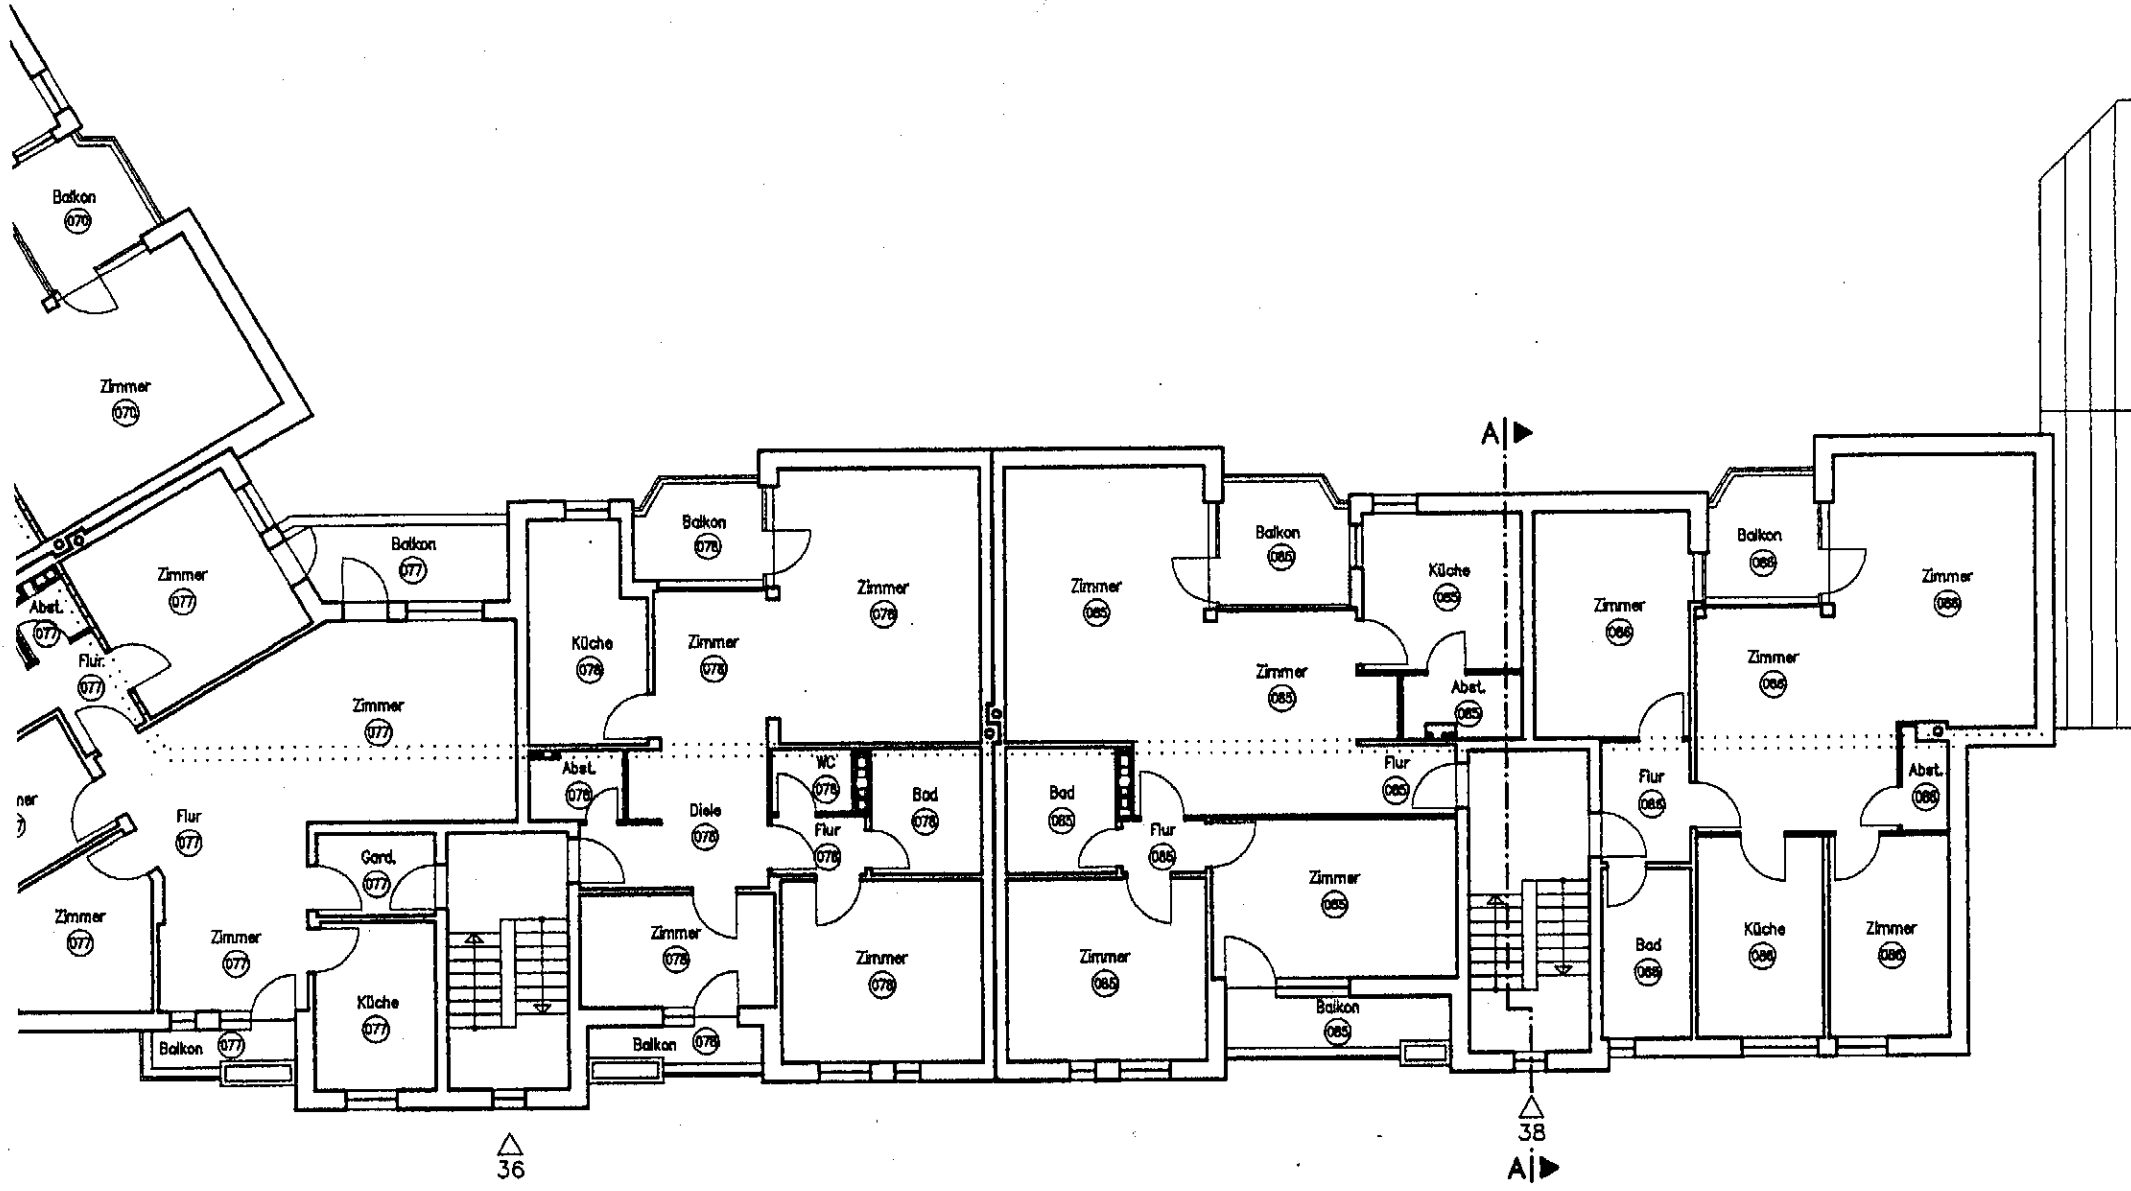 Balkon
070
Zimmer
070
A
Balkon
078
Balkon
085
Balkon
086
Balkon
077
Zimmer
077
Küche
085
Zimmer
078
Zimmer
085
Zimmer
086
Zimmer
086
Abst.
077
Küche
078
Zimmer
078
Flur.
077
Zimmer
085
Zimmer
086
Abst.
085
Zimmer
077
Abst.
078
WC
078
Bad
078
Bad
085
Flur
085
Flur
086
Abst.
086
mer
7
Flur
077
Diele
078
Flur
078
Flur
085
Gard.
077
Zimmer
085
Zimmer
077
Zimmer
077
Zimmer
078
Zimmer
078
Zimmer
085
Bad
086
Küche
086
Zimmer
086
Küche
077
Balkon 077
Balkon 078
Balkon
085
36
38
A